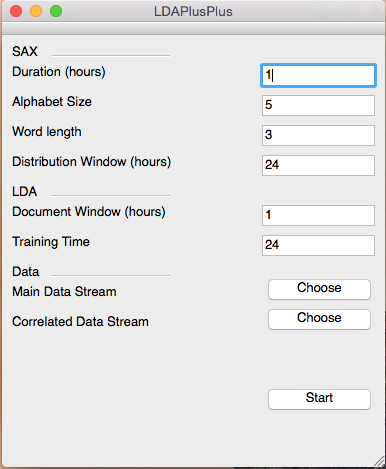 LDAPlusPlus
SAX
Duration (hours) 1
Alphabet Size 5
Word length 3
Distribution Window (hours) 24
LDA
Document Window (hours) 1
Training Time 24
Data
Main Data Stream Choose
Correlated Data Stream Choose
Start